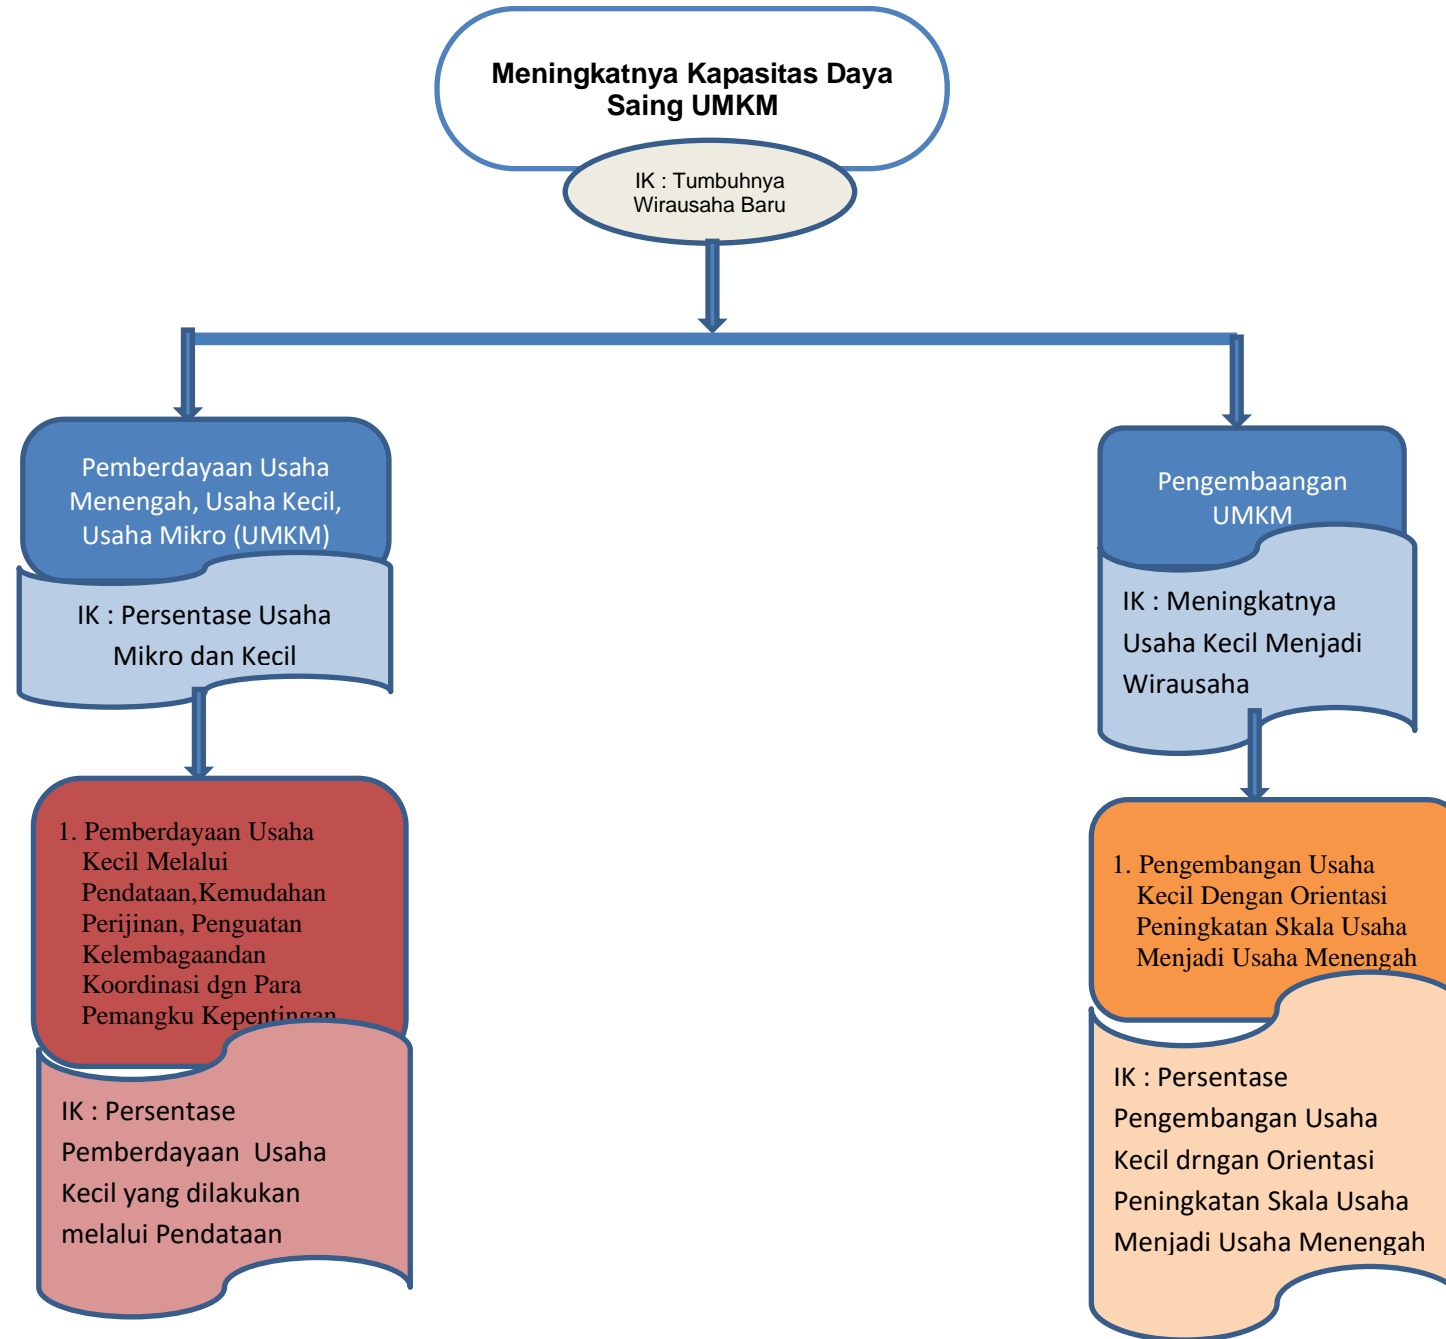 Meningkatnya Kapasitas Daya
Saing UMKM
IK : Tumbuhnya
Wirausaha Baru
Pemberdayaan Usaha
Menengah, Usaha Kecil,
Usaha Mikro (UMKM)
IK : Persentase Usaha
Mikro dan Kecil
1. Pemberdayaan Usaha
Kecil Melalui
Pendataan,Kemudahan
Perijinan, Penguatan
Kelembagaandan
Koordinasi dgn Para
Pemangku Kepentingan
IK : Persentase
Pemberdayaan  Usaha
Kecil yang dilakukan
melalui Pendataan
Pengembaangan
UMKM
IK : Meningkatnya
Usaha Kecil Menjadi
Wirausaha
1. Pengembangan Usaha
Kecil Dengan Orientasi
Peningkatan Skala Usaha
Menjadi Usaha Menengah
IK : Persentase
Pengembangan Usaha
Kecil drngan Orientasi
Peningkatan Skala Usaha
Menjadi Usaha Menengah